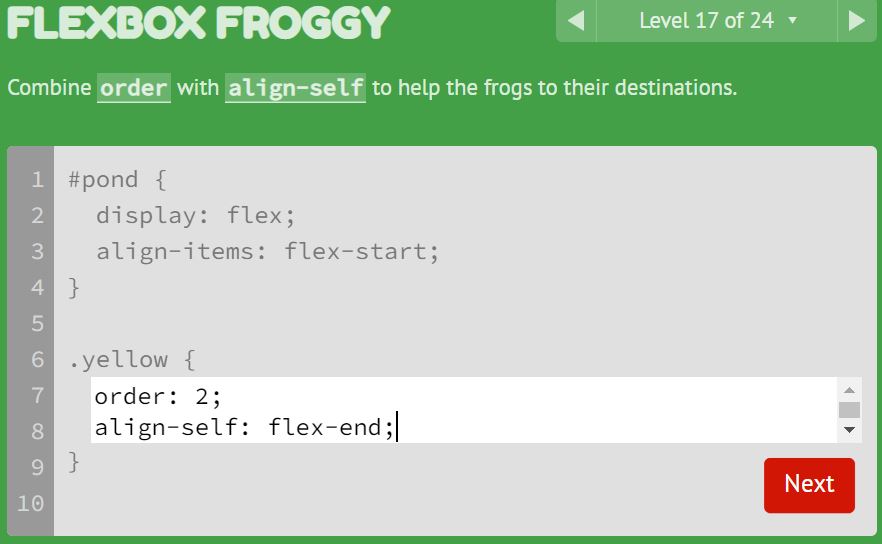 FLEXBOX FROGGY
Level 17 of 24
Combine order with align-self to help the frogs to their destinations.
1 #pond {
2 display: flex;
3 align-items: flex-start;
4 }
5
6 .yellow {
7 order: 2;
8 align-self: flex-end;
9 }
10
Next